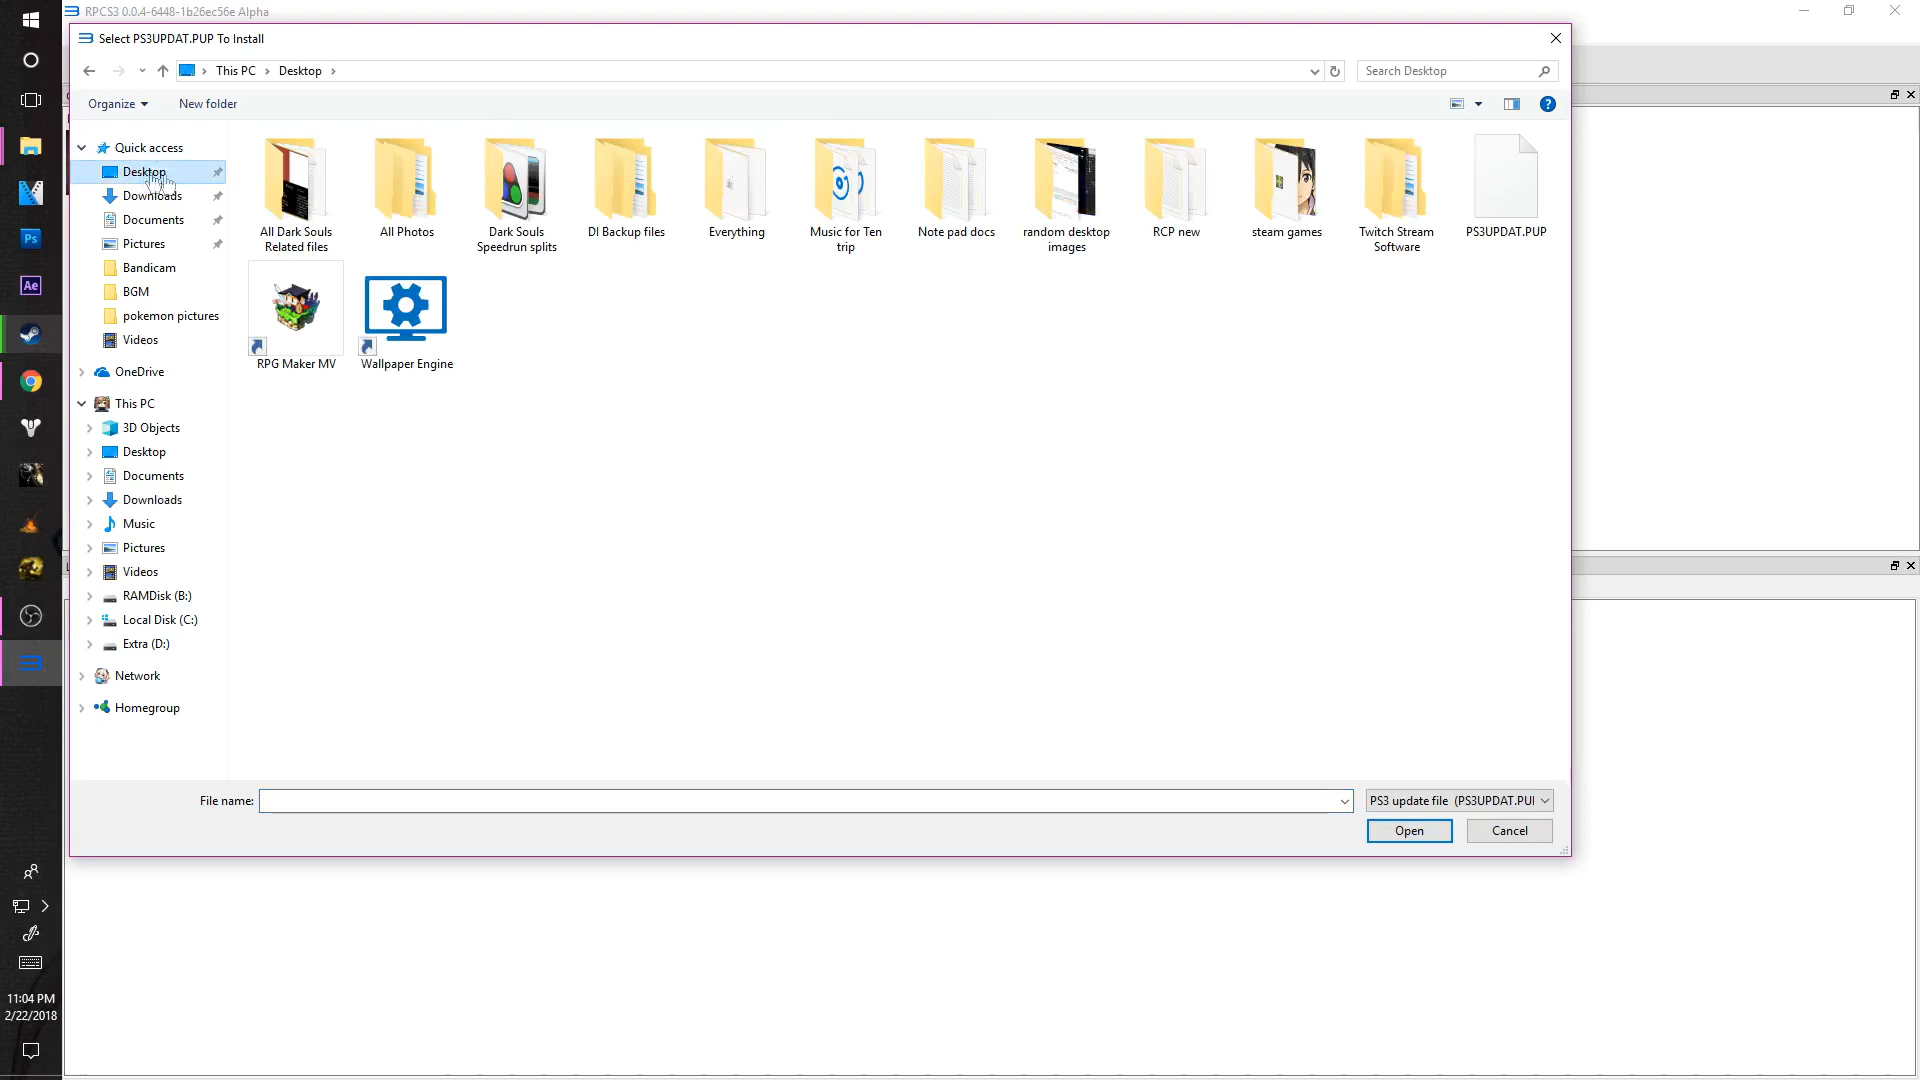 RPCS3 0.0.4-6448-1b26ec56e Alpha
Select PS3UPDAT.PUP To Install
This PC
Desktop
Search Desktop
Organize
New folder
Quick access
Desktop
Downloads
Documents
Pictures
Bandicam
BGM
pokemon pictures
Videos
OneDrive
This PC
3D Objects
Desktop
Documents
Downloads
Music
Pictures
Videos
RAMDisk (B:)
Local Disk (C:)
Extra (D:)
Network
Homegroup
All Dark Souls
Related files
All Photos
Dark Souls
Speedrun splits
DI Backup files
Everything
Music for Ten
trip
Note pad docs
random desktop
images
RCP new
steam games
Twitch Stream
Software
PS3UPDAT.PUP
RPG Maker MV
Wallpaper Engine
File name:
PS3 update file (PS3UPDAT.PUI
Open
Cancel
Ps
Ae
11:04 PM
2/22/2018